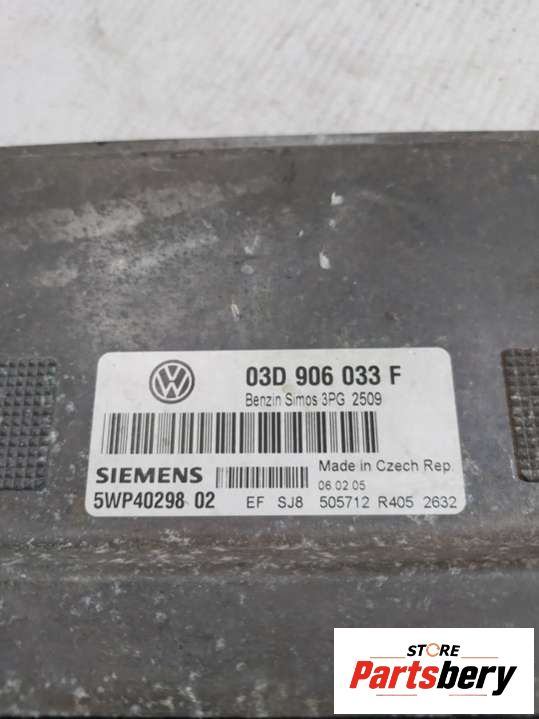 03D 906 033 F
Benzin Simos 3PG 2509
SIEMENS
Made in Czech Rep.
06.02.05
5WP40298 02
EF SJ8 505712 R405 2632
STORE
Partsbery